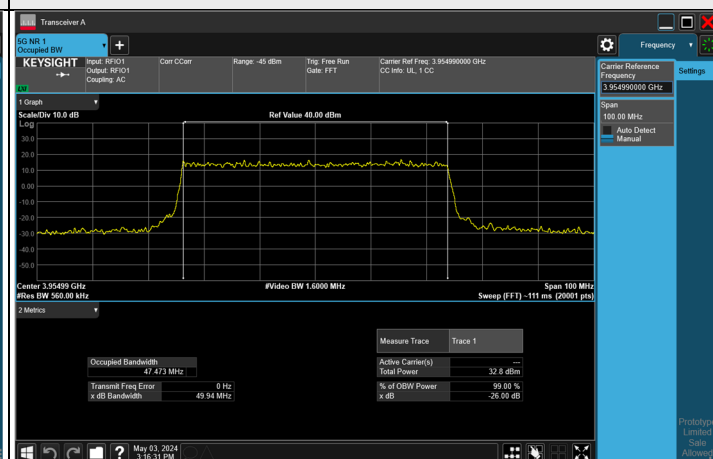 Transceiver A
5G NR 1
Occupied BW
+
Frequency
KEYSIGHT
Input: RFIO1
Output: RFIO1
Coupling: AC
Corr CCorr
Range: -45 dBm
Trig: Free Run
Gate: FFT
Carrier Ref Freq: 3.954990000 GHz
CC Info: UL, 1 CC
LXI
Carrier Reference
Frequency
3.954990000 GHz
Settings
Span
100.00 MHz
Auto Detect
Manual
1 Graph
Scale/Div 10.0 dB
Ref Value 40.00 dBm
Log
30.0
20.0
10.0
0.00
-10.0
-20.0
-30.0
-40.0
-50.0
Center 3.95499 GHz
#Video BW 1.6000 MHz
Span 100 MHz
#Res BW 560.00 kHz
Sweep (FFT) ~111 ms (20001 pts)
2 Metrics
Measure Trace
Trace 1
Occupied Bandwidth
47.473 MHz
Active Carrier(s)
---
Total Power
32.8 dBm
Transmit Freq Error
0 Hz
x dB Bandwidth
49.94 MHz
% of OBW Power
99.00 %
x dB
-26.00 dB
Prototype
Limited
Sale
Allowed
?
May 03, 2024
3:16:31 PM